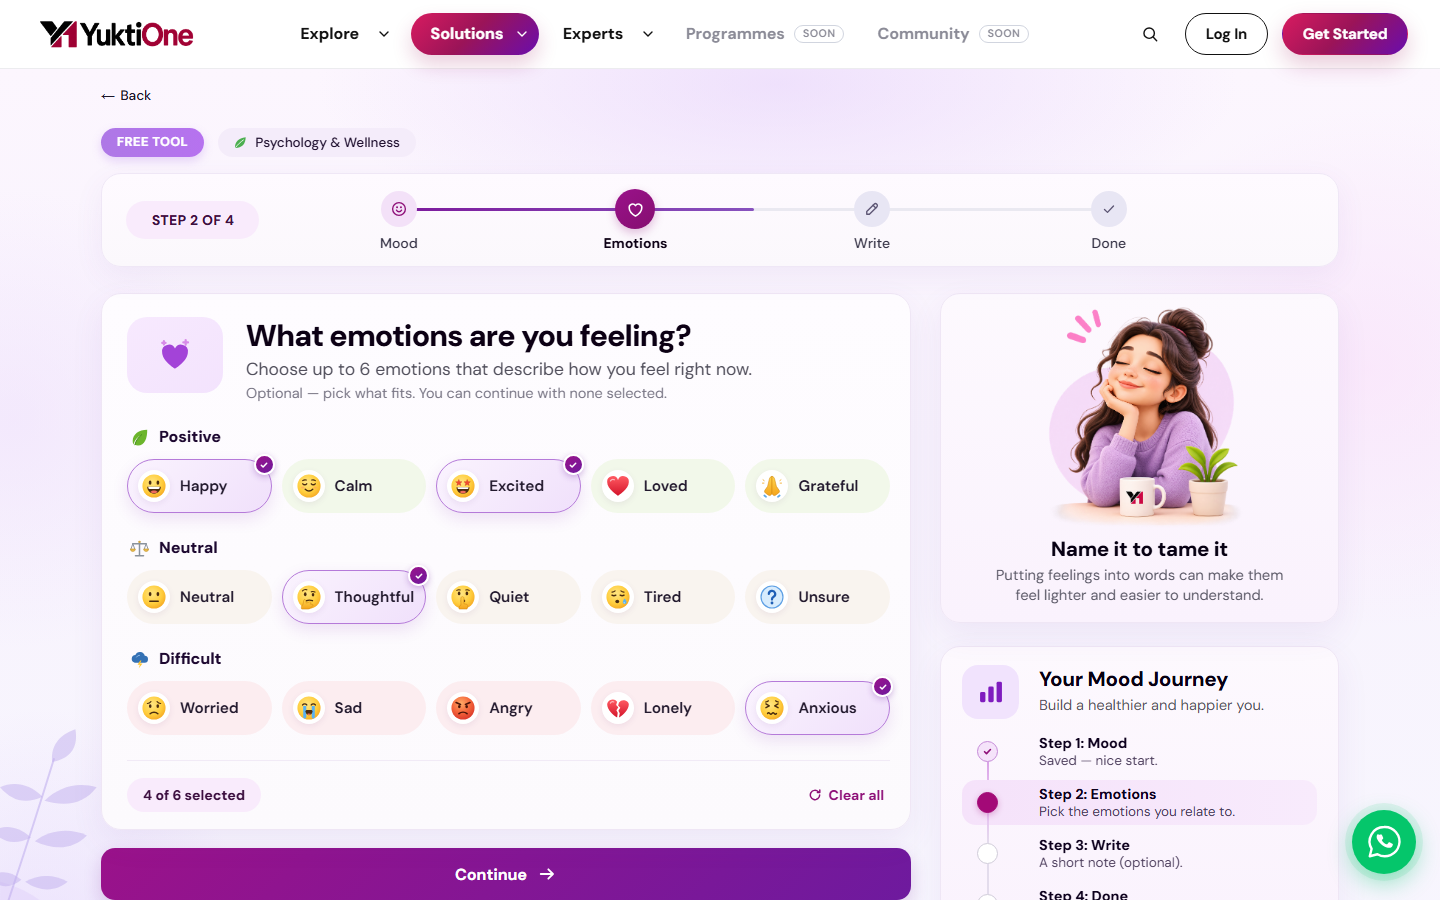 YuktiOne
Explore
Solutions
Experts
Programmes SOON
Community SOON
Log In
Get Started
← Back
FREE TOOL
Psychology & Wellness
STEP 2 OF 4
Mood
Emotions
Write
Done
What emotions are you feeling?
Choose up to 6 emotions that describe how you feel right now.
Optional — pick what fits. You can continue with none selected.
Positive
Happy
Calm
Excited
Loved
Grateful
Neutral
Neutral
Thoughtful
Quiet
Tired
Unsure
Difficult
Worried
Sad
Angry
Lonely
Anxious
4 of 6 selected
Clear all
Continue →
Name it to tame it
Putting feelings into words can make them
feel lighter and easier to understand.
Your Mood Journey
Build a healthier and happier you.
Step 1: Mood
Saved — nice start.
Step 2: Emotions
Pick the emotions you relate to.
Step 3: Write
A short note (optional).
Step 4: Done